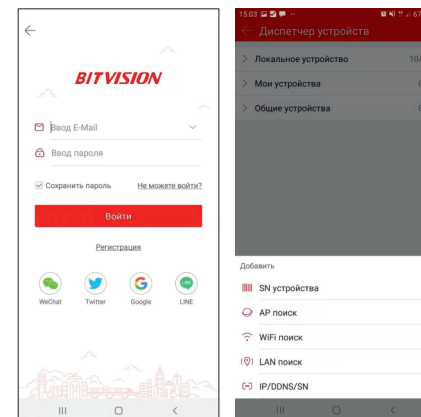 BITVISION
Ввод E-Mail
Ввод пароля
Сохранить пароль
Не можете войти?
Войти
Регистрация
WeChat
Twitter
Google
LINE
15:03
67
Диспетчер устройств
Локальное устройство
10/
Мои устройства
Общие устройства
Добавить
SN устройства
AP поиск
WiFi поиск
LAN поиск
IP/DDNS/SN